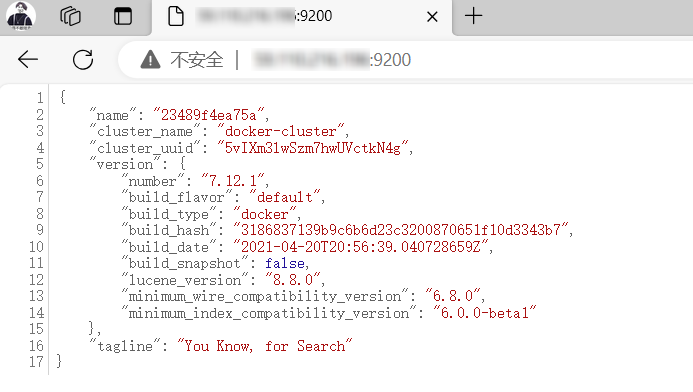 :9200
不安全 | :9200
1 {
2 "name": "23489f4ea75a",
3 "cluster_name": "docker-cluster",
4 "cluster_uuid": "5vIXm3lwSzm7hwUVctkN4g",
5 "version": {
6 "number": "7.12.1",
7 "build_flavor": "default",
8 "build_type": "docker",
9 "build_hash": "3186837139b9c6b6d23c3200870651f10d3343b7",
10 "build_date": "2021-04-20T20:56:39.040728659Z",
11 "build_snapshot": false,
12 "lucene_version": "8.8.0",
13 "minimum_wire_compatibility_version": "6.8.0",
14 "minimum_index_compatibility_version": "6.0.0-beta1"
15 },
16 "tagline": "You Know, for Search"
17 }